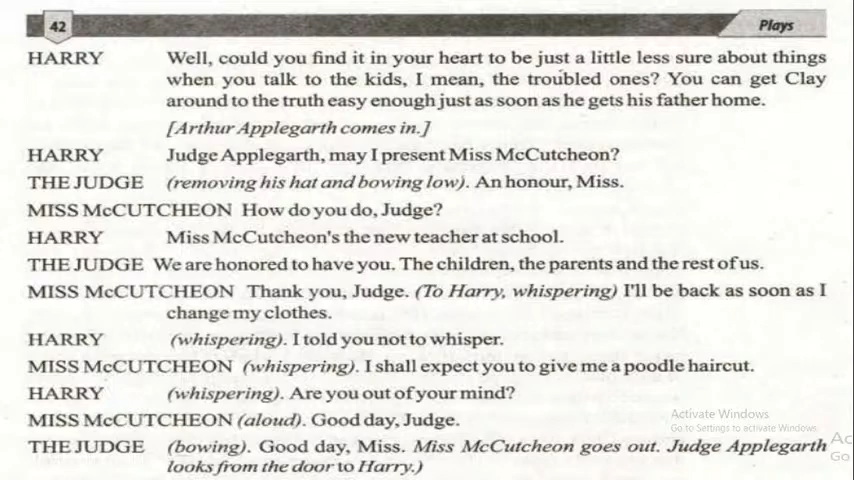 42 Plays
HARRY Well, could you find it in your heart to be just a little less sure about things
when you talk to the kids, I mean, the troubled ones? You can get Clay
around to the truth easy enough just as soon as he gets his father home.
[Arthur Applegarth comes in.]
HARRY Judge Applegarth, may I present Miss McCutcheon?
THE JUDGE (removing his hat and bowing low). An honour, Miss.
MISS McCUTCHEON How do you do, Judge?
HARRY Miss McCutcheon's the new teacher at school.
THE JUDGE We are honored to have you. The children, the parents and the rest of us.
MISS McCUTCHEON Thank you, Judge. (To Harry, whispering) I'll be back as soon as I
change my clothes.
HARRY (whispering). I told you not to whisper.
MISS McCUTCHEON (whispering). I shall expect you to give me a poodle haircut.
HARRY (whispering). Are you out of your mind?
MISS McCUTCHEON (aloud). Good day, Judge.
THE JUDGE (bowing). Good day, Miss. Miss McCutcheon goes out. Judge Applegarth
looks from the door to Harry.)
Activate Windows
Go to Settings to activate Windows.
Ac
Go